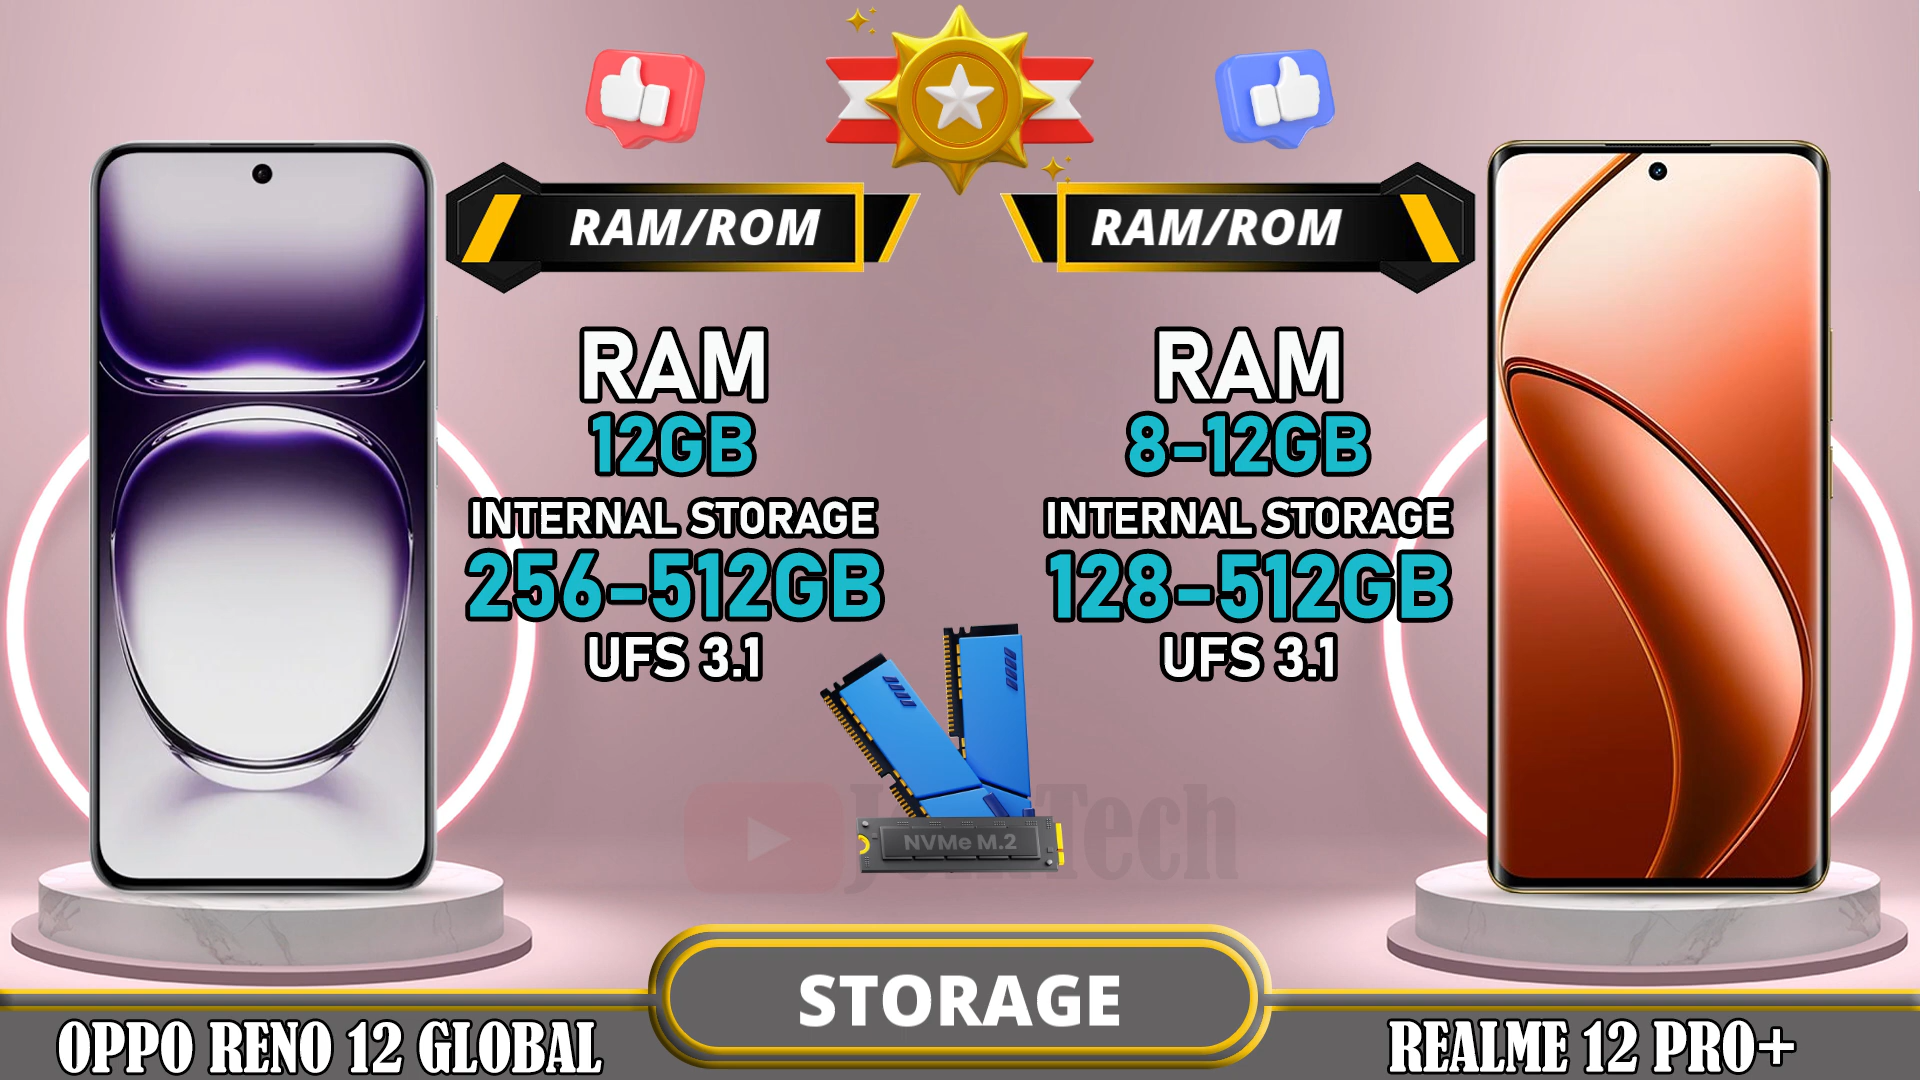 RAM/ROM
RAM/ROM
RAM
12GB
INTERNAL STORAGE
256-512GB
UFS 3.1
RAM
8-12GB
INTERNAL STORAGE
128-512GB
UFS 3.1
NVMe M.2
STORAGE
OPPO RENO 12 GLOBAL
REALME 12 PRO+